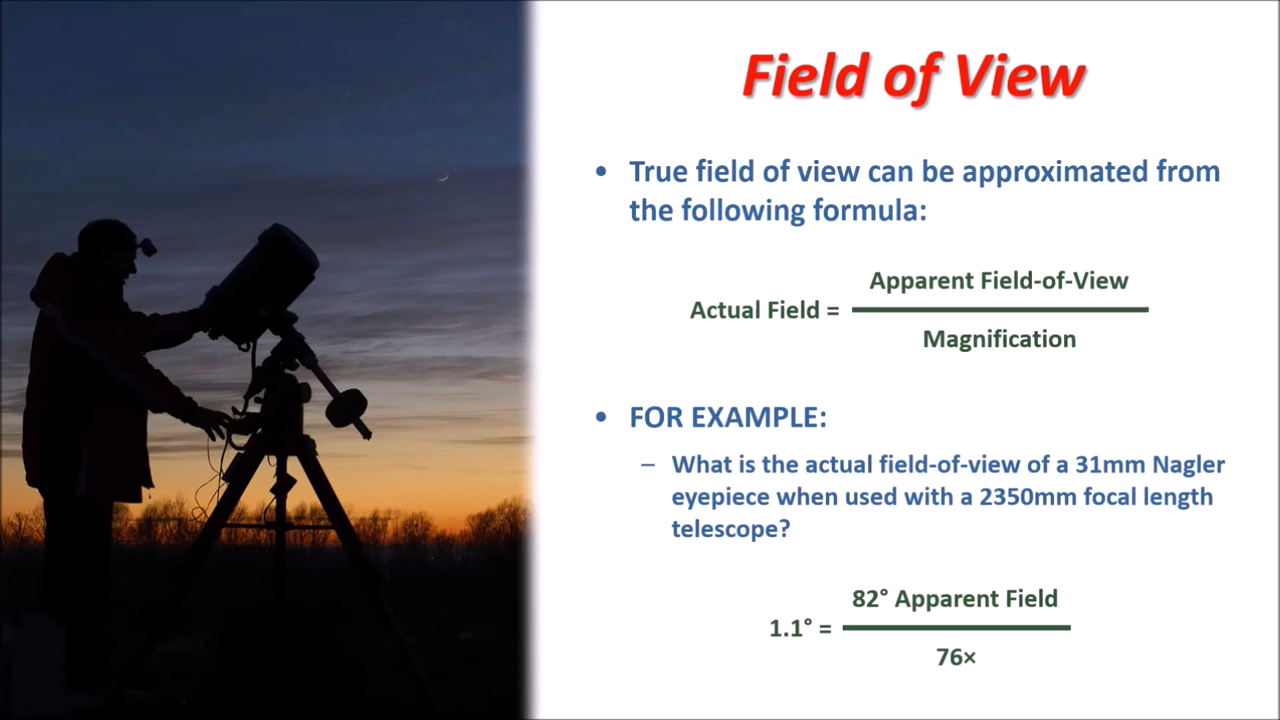 Field of View
• True field of view can be approximated from
the following formula:
Apparent Field-of-View
Actual Field =
Magnification
• FOR EXAMPLE:
– What is the actual field-of-view of a 31mm Nagler
eyepiece when used with a 2350mm focal length
telescope?
82° Apparent Field
1.1° =
76×